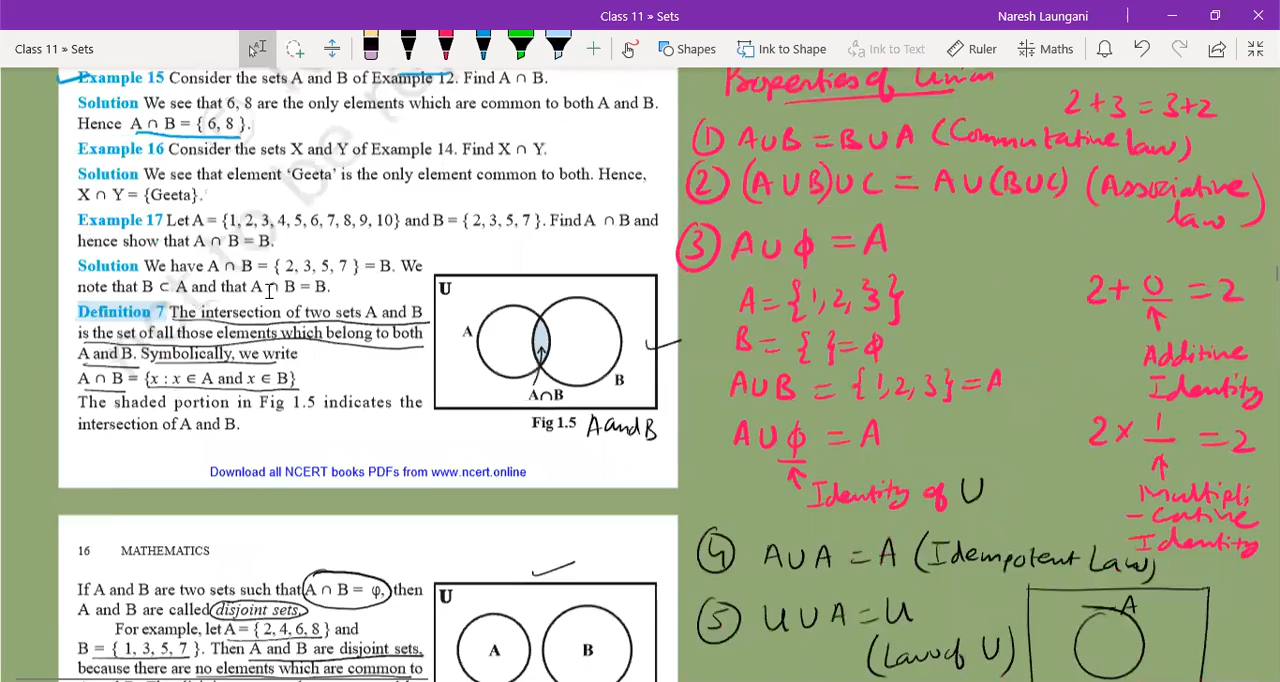 Class 11 » Sets
Naresh Laungani
Class 11 » Sets
Shapes
Ink to Shape
Ink to Text
Ruler
Maths
Example 15 Consider the sets A and B of Example 12. Find A ∩ B.
Solution We see that 6, 8 are the only elements which are common to both A and B.
Hence A ∩ B = { 6, 8 }.
Example 16 Consider the sets X and Y of Example 14. Find X ∩ Y.
Solution We see that element ‘Geeta’ is the only element common to both. Hence,
X ∩ Y = {Geeta}.
Example 17 Let A = {1, 2, 3, 4, 5, 6, 7, 8, 9, 10} and B = { 2, 3, 5, 7 }. Find A ∩ B and
hence show that A ∩ B = B.
Solution We have A ∩ B = { 2, 3, 5, 7 } = B. We
note that B ⊂ A and that A ∩ B = B.
Definition 7 The intersection of two sets A and B
is the set of all those elements which belong to both
A and B. Symbolically, we write
A ∩ B = {x : x ∈ A and x ∈ B}
The shaded portion in Fig 1.5 indicates the
intersection of A and B.
U
A
B
A∩B
Fig 1.5 A and B
Download all NCERT books PDFs from www.ncert.online
16 MATHEMATICS
If A and B are two sets such that A ∩ B = φ, then
A and B are called disjoint sets.
For example, let A = { 2, 4, 6, 8 } and
B = { 1, 3, 5, 7 }. Then A and B are disjoint sets,
because there are no elements which are common to
U
A
B
Properties of Union
2+3 = 3+2
① A∪B = B∪A (Commutative law)
② (A∪B)∪C = A∪(B∪C) (Associative
law)
③ A∪ϕ = A
A = {1, 2, 3}
B = { } = ϕ
A∪B = {1, 2, 3} = A
A∪ϕ = A
Identity of U
2+0 = 2
Additive
Identity
2×1 = 2
Multipli
-cative
Identity
④ A∪A = A (Idempotent Law)
⑤ U∪A = U
(Law of U)
A